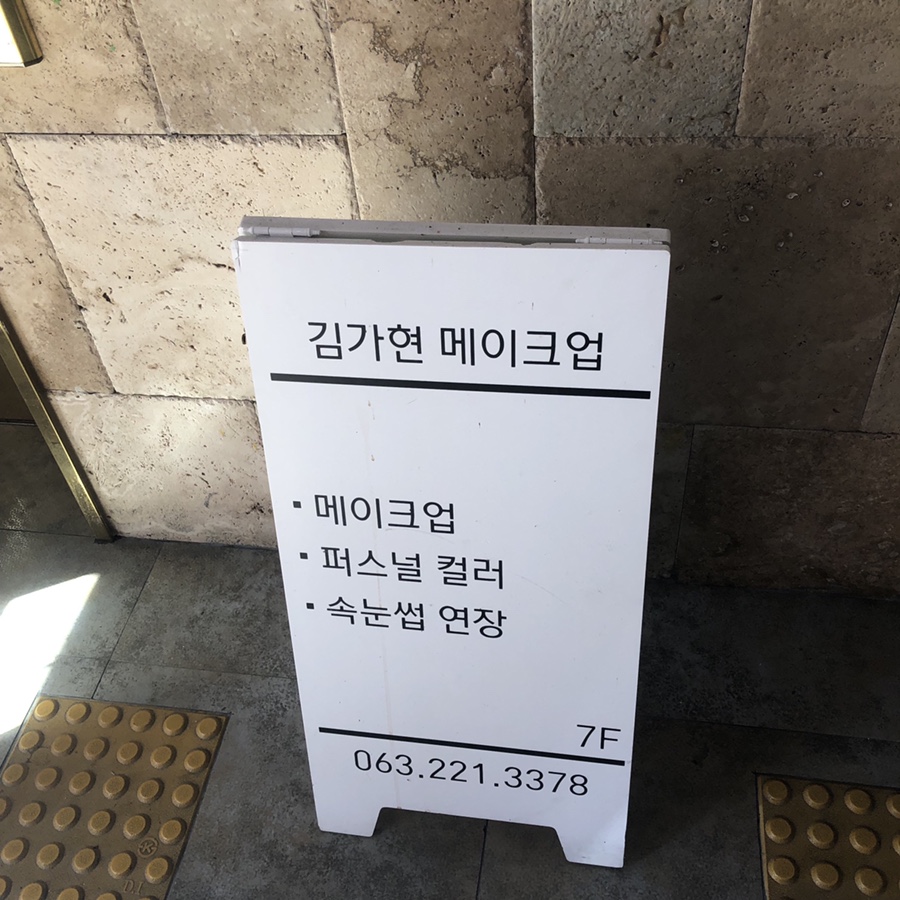 김가현 메이크업
▪ 메이크업
▪ 퍼스널 컬러
▪ 속눈썹 연장
7F
063.221.3378